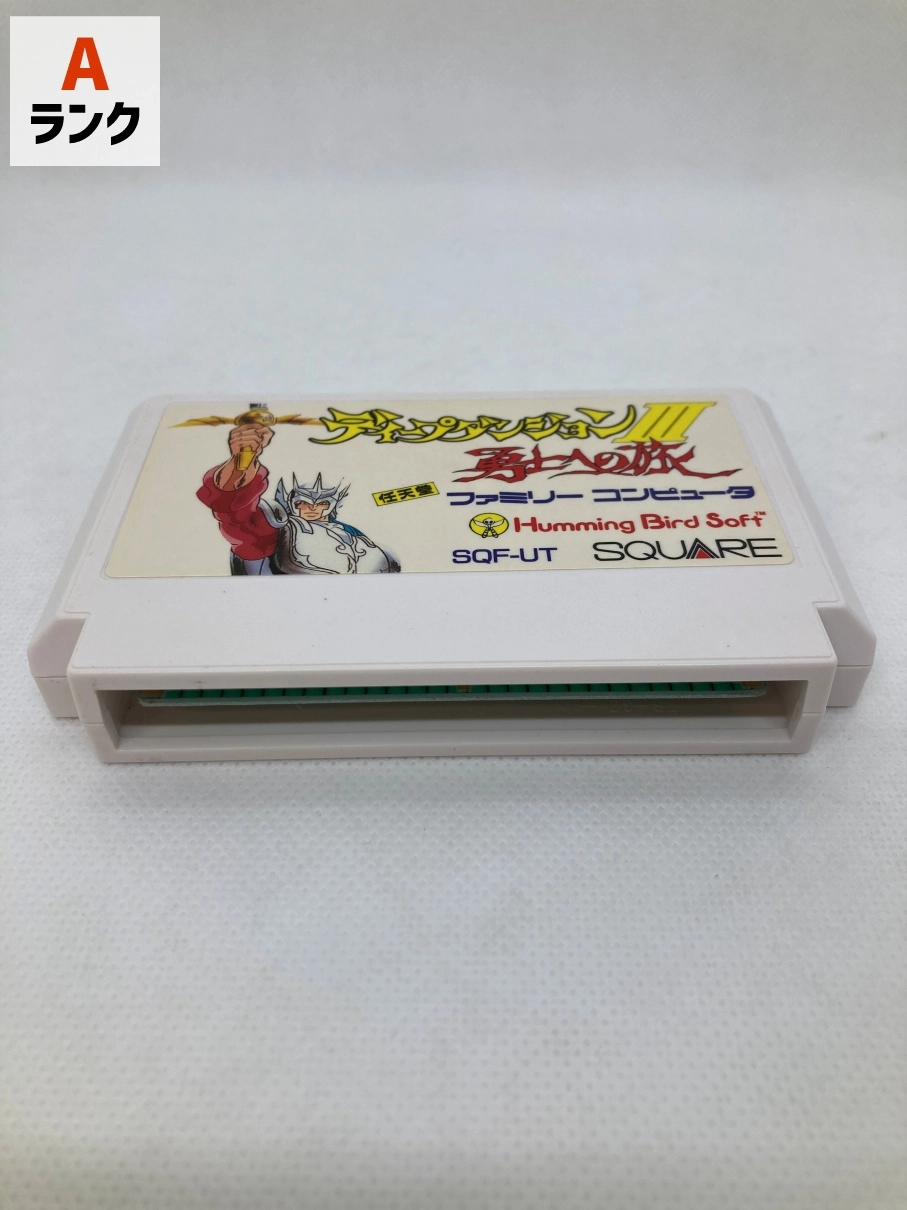 A
ランク
ディープダンジョンIII
勇士への旅
任天堂
ファミリー コンピュータ
Humming Bird Soft™
SQF-UT
SQUARE